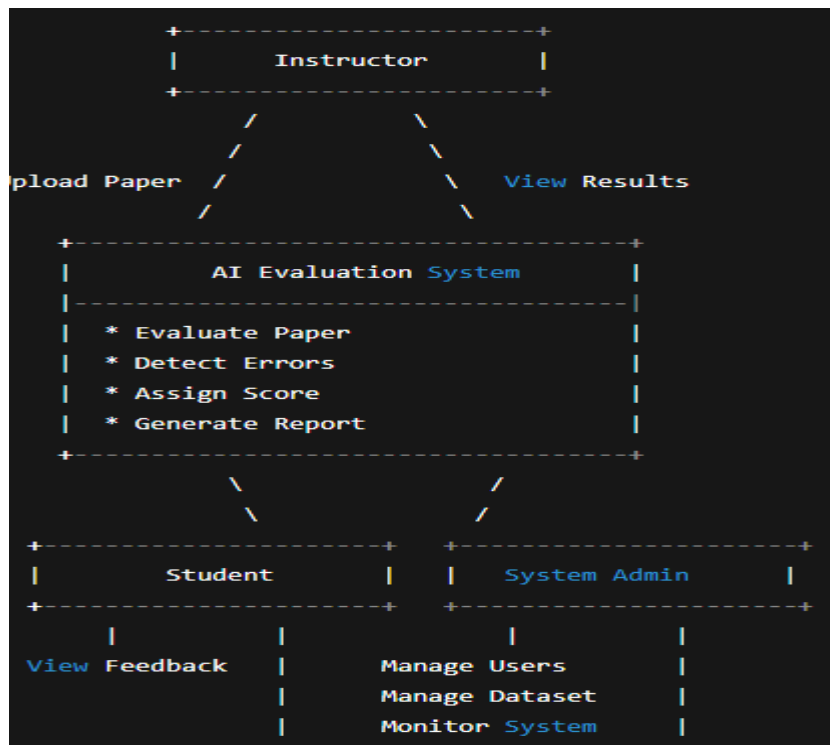 Instructor
pload Paper View Results
AI Evaluation System
* Evaluate Paper
* Detect Errors
* Assign Score
* Generate Report
Student System Admin
View Feedback Manage Users
Manage Dataset
Monitor System